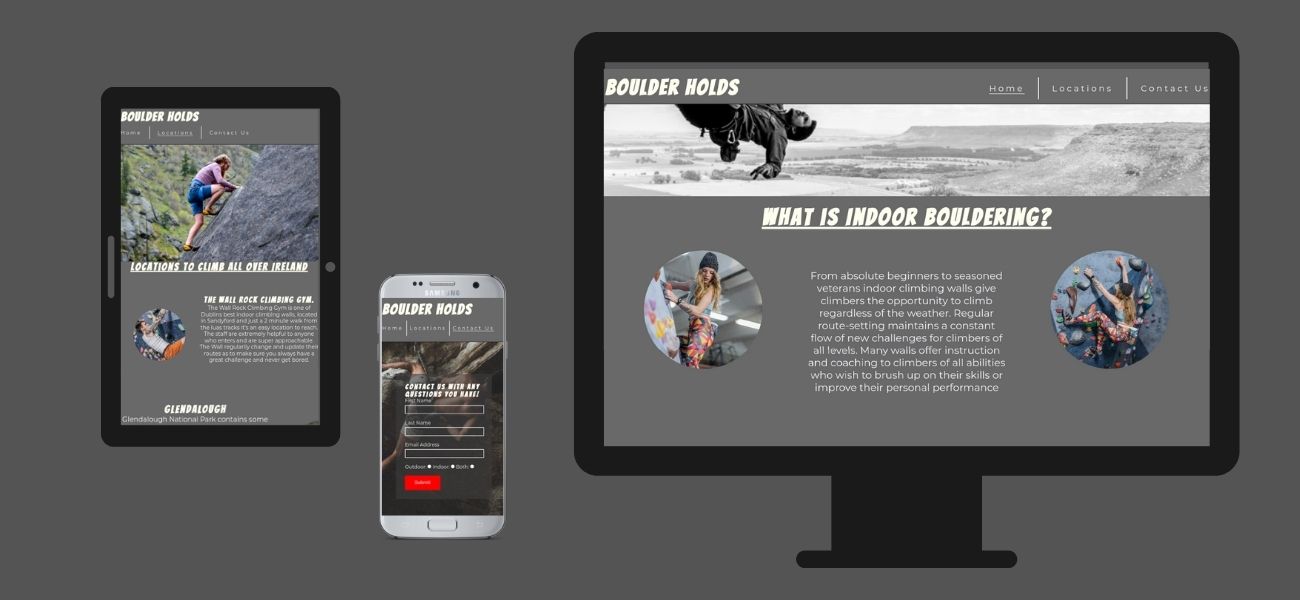 BOULDER HOLDS
Home Locations Contact Us
LOCATIONS TO CLIMB ALL OVER IRELAND
THE WALL ROCK CLIMBING GYM.
The Wall Rock Climbing Gym is one of
Dublins best indoor climbing walls, located
in Sandyford and just a 2 minute walk from
the luas tracks it's an easy location to reach.
The staff are extremely helpful to anyone
who enters and are super approachable
The Wall regularly change and update their
routes as to make sure you always have a
great challenge and never get bored.
GLENDALOUGH
Glendalough National Park contains some
SAMSUNG
BOULDER HOLDS
Home Locations Contact Us
CONTACT US WITH ANY
QUESTIONS YOU HAVE!
First Name
Last Name
Email Address
Outdoor: Indoor: Both:
Submit
BOULDER HOLDS
Home Locations Contact Us
WHAT IS INDOOR BOULDERING?
From absolute beginners to seasoned
veterans indoor climbing walls give
climbers the opportunity to climb
regardless of the weather. Regular
route-setting maintains a constant
flow of new challenges for climbers of
all levels. Many walls offer instruction
and coaching to climbers of all abilities
who wish to brush up on their skills or
improve their personal performance